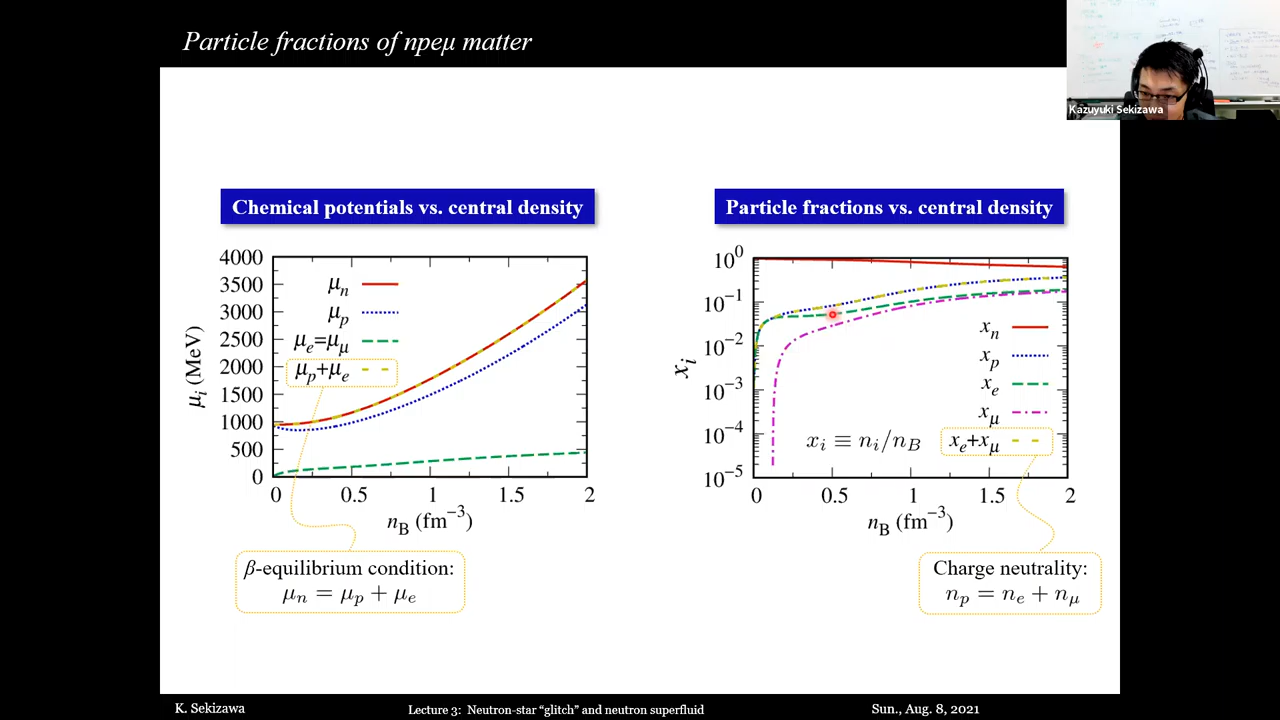 Particle fractions of npeμ matter
Kazuyuki Sekizawa
Chemical potentials vs. central density
4000
3500
3000
2500
2000
1500
1000
500
0
μi (MeV)
μn
μp
μe=μμ
μp+μe
0 0.5 1 1.5 2
nB (fm−3)
β-equilibrium condition:
μn = μp + μe
Particle fractions vs. central density
10^0
10^−1
10^−2
10^−3
10^−4
10^−5
xi
xn
xp
xe
xμ
xe+xμ
xi ≡ ni/nB
0 0.5 1 1.5 2
nB (fm−3)
Charge neutrality:
np = ne + nμ
K. Sekizawa
Lecture 3: Neutron-star “glitch” and neutron superfluid
Sun., Aug. 8, 2021